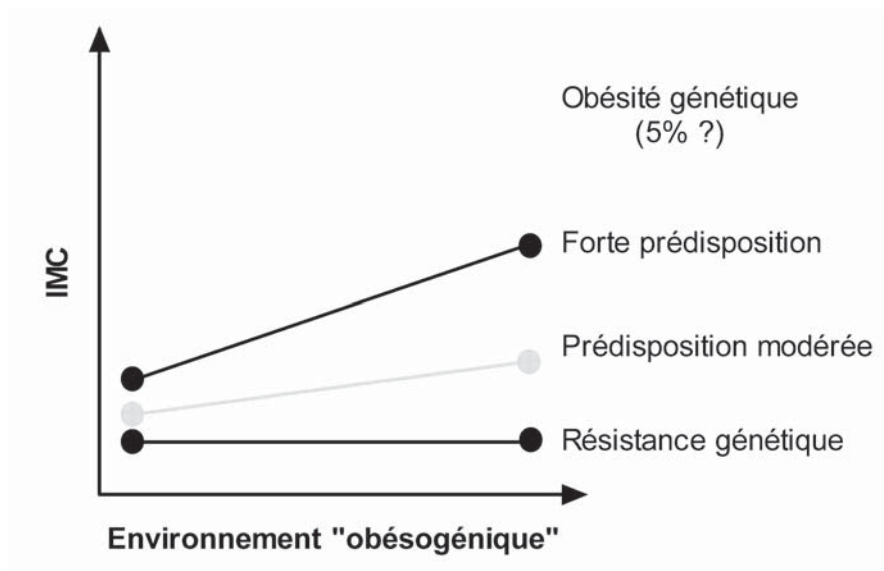 Obésité génétique
(5% ?)
Forte prédisposition
IMC
Prédisposition modérée
Résistance génétique
Environnement "obésogénique"